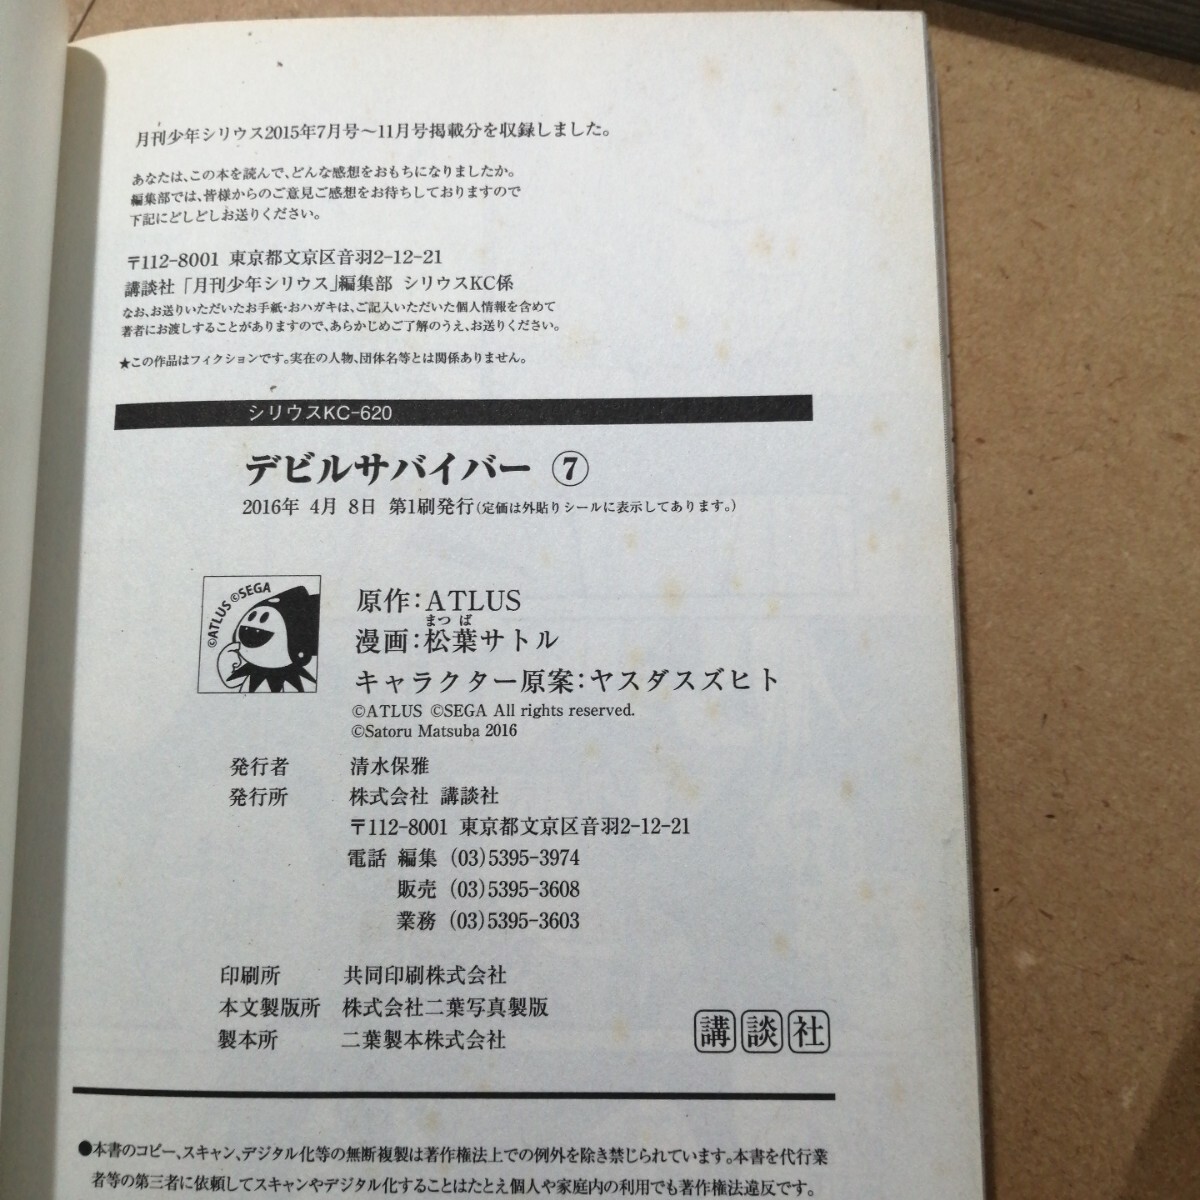 月刊少年シリウス2015年7月号〜11月号掲載分を収録しました。
あなたは、この本を読んで、どんな感想をおもちになりましたか。
編集部では、皆様からのご意見ご感想をお待ちしておりますので
下記にどしどしお送りください。
〒112-8001 東京都文京区音羽2-12-21
講談社「月刊少年シリウス」編集部 シリウスKC係
なお、お送りいただいたお手紙・おハガキは、ご記入いただいた個人情報を含めて
著者にお渡しすることがありますので、あらかじめご了解のうえ、お送りください。
★この作品はフィクションです。実在の人物、団体名等とは関係ありません。
シリウスKC-620
デビルサバイバー ⑦
2016年 4月 8日 第1刷発行(定価は外貼りシールに表示してあります。)
©ATLUS ©SEGA
原作:ATLUS
まつ ば
漫画:松葉サトル
キャラクター原案:ヤスダスズヒト
©ATLUS ©SEGA All rights reserved.
©Satoru Matsuba 2016
発行者 清水保雅
発行所 株式会社 講談社
〒112-8001 東京都文京区音羽2-12-21
電話 編集 (03)5395-3974
販売 (03)5395-3608
業務 (03)5395-3603
印刷所 共同印刷株式会社
本文製版所 株式会社二葉写真製版
製本所 二葉製本株式会社
講談社
●本書のコピー、スキャン、デジタル化等の無断複製は著作権法上での例外を除き禁じられています。本書を代行業
者等の第三者に依頼してスキャンやデジタル化することはたとえ個人や家庭内の利用でも著作権法違反です。